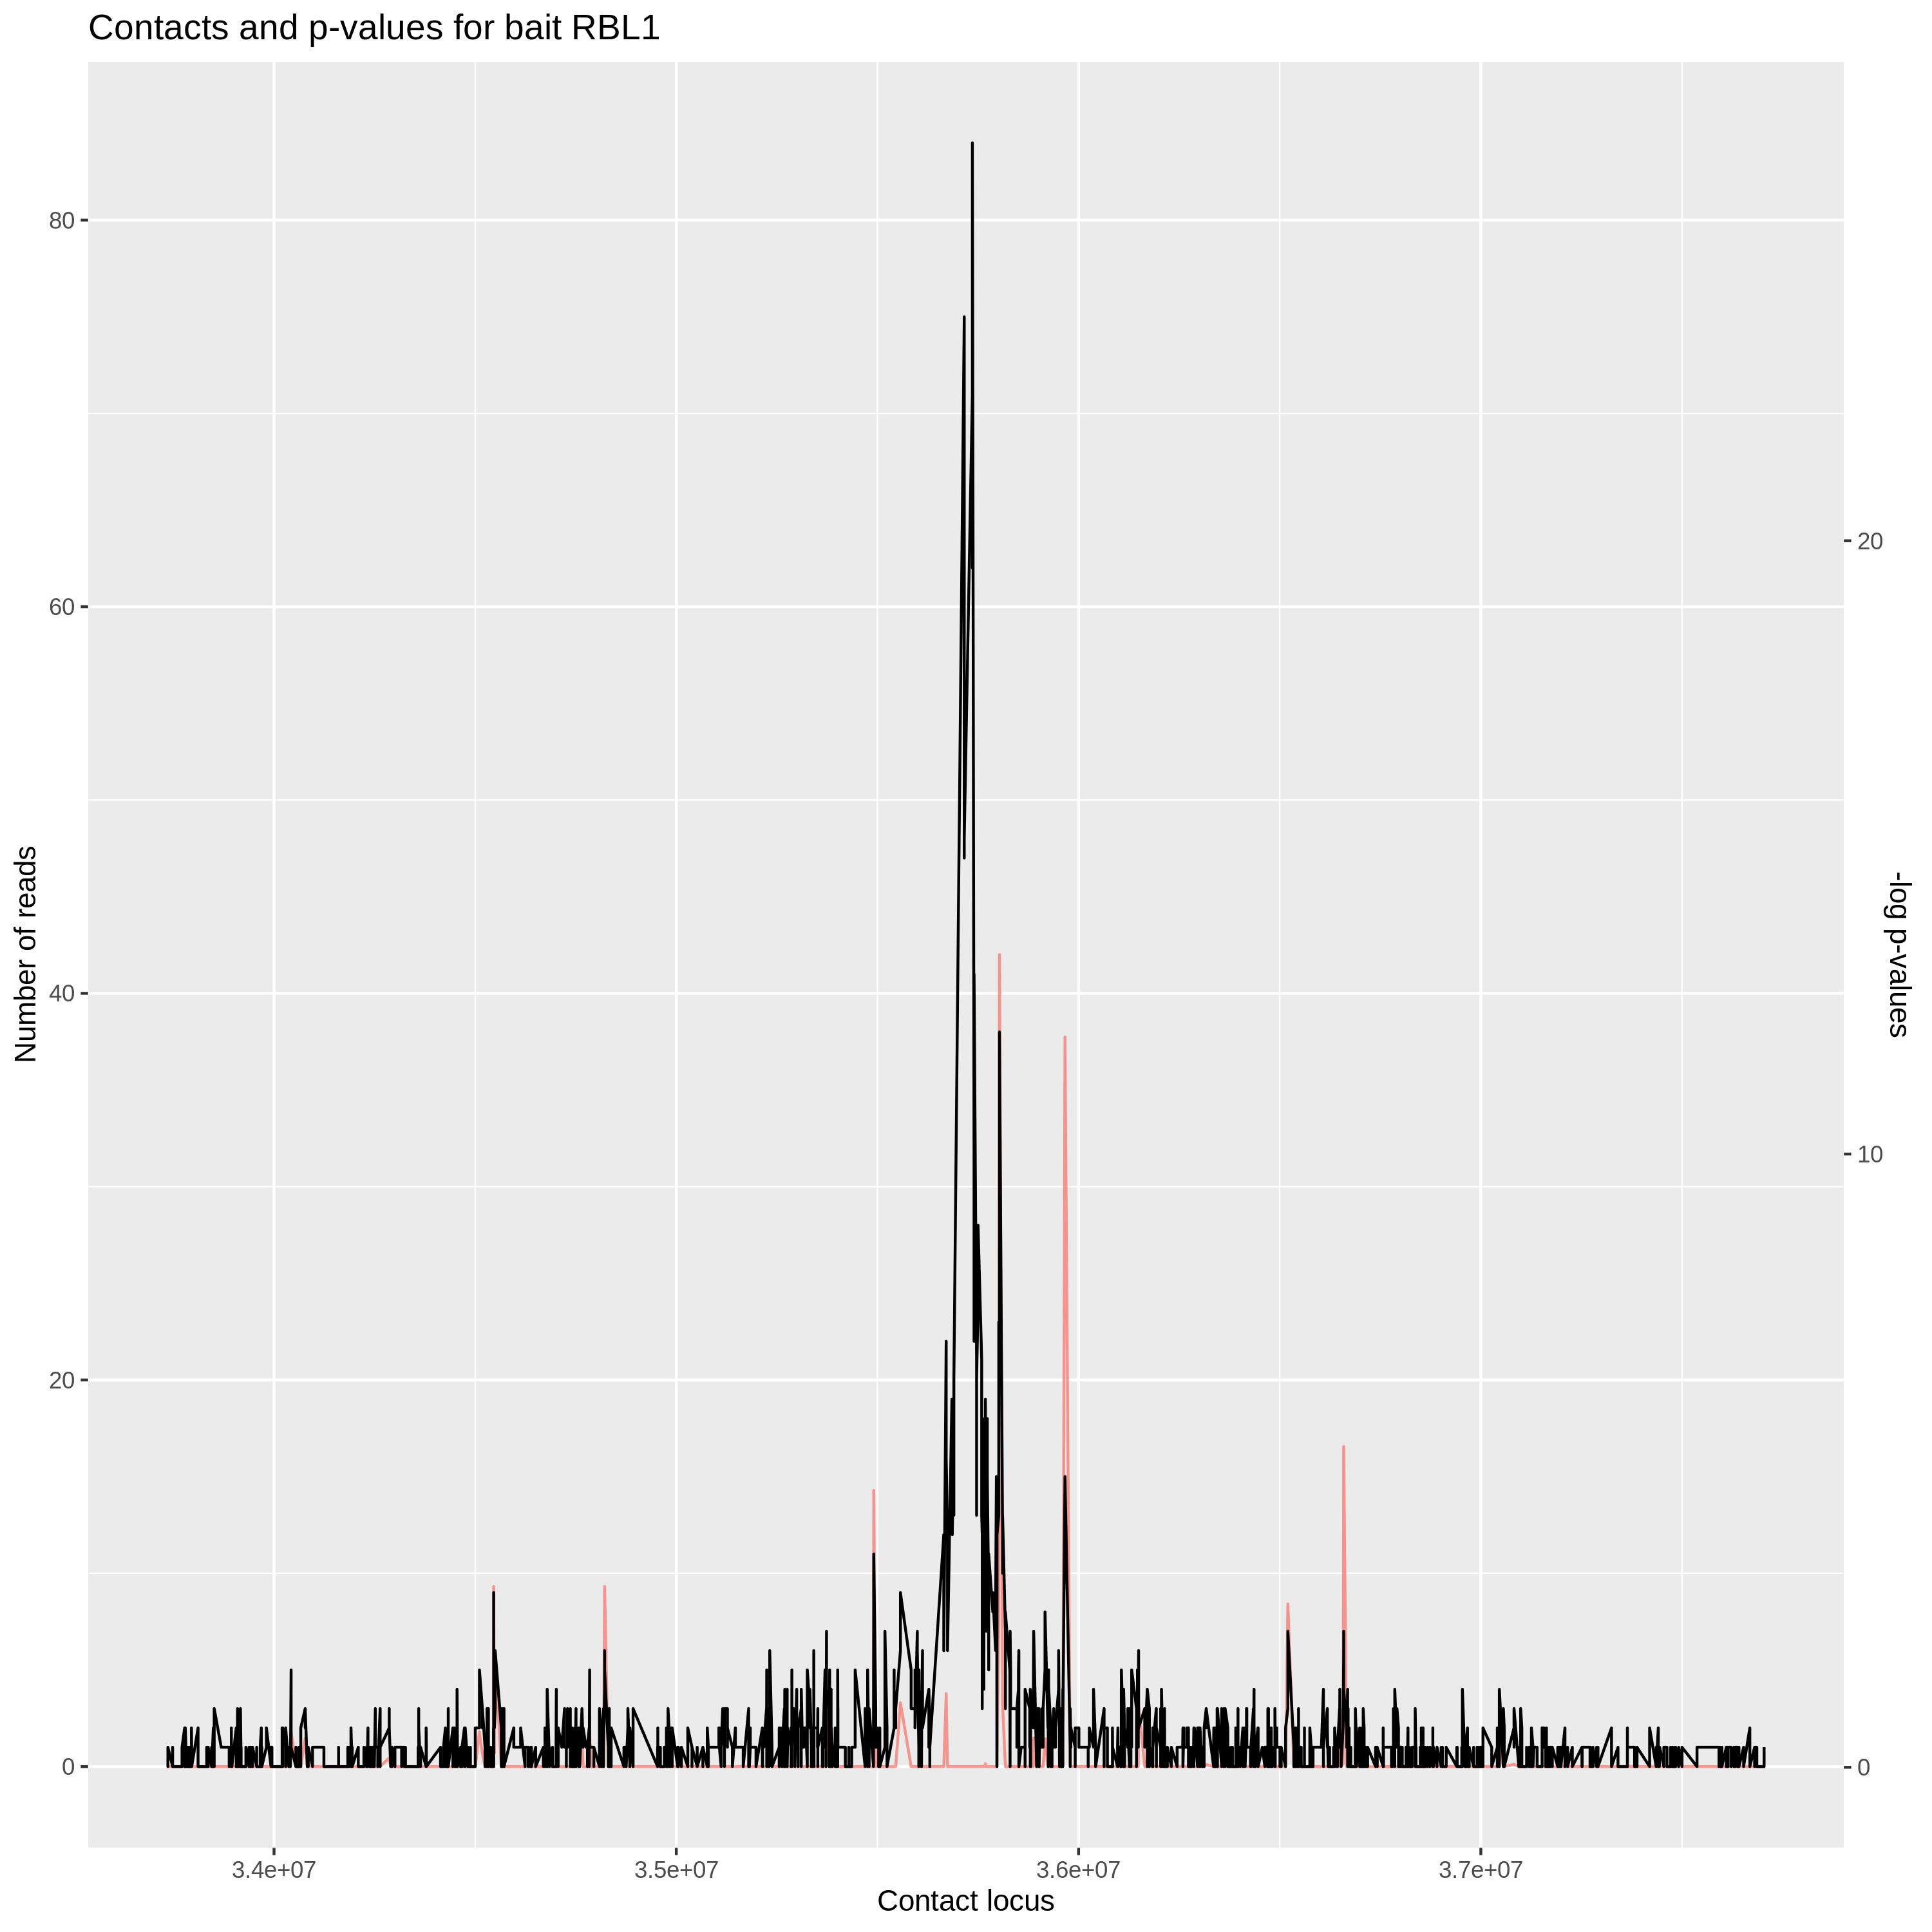 Contacts and p-values for bait RBL1
80
60
40
20
0
Number of reads
20
10
0
-log p-values
3.4e+07
3.5e+07
3.6e+07
3.7e+07
Contact locus